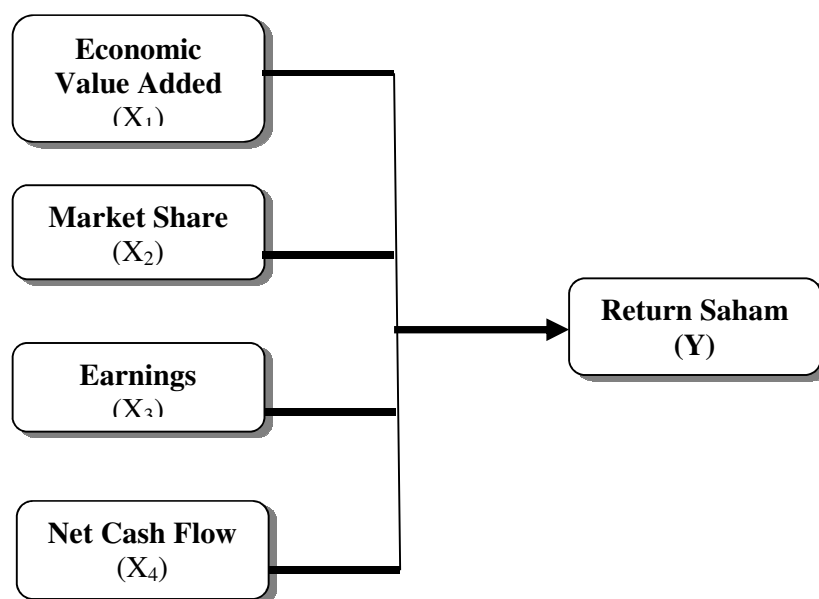 Economic
Value Added
(X₁)
Market Share
(X₂)
Earnings
(X₃)
Net Cash Flow
(X₄)
Return Saham
(Y)